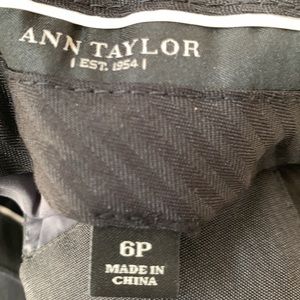 ANN TAYLOR
| EST. 1954 |
6P
MADE IN
CHINA